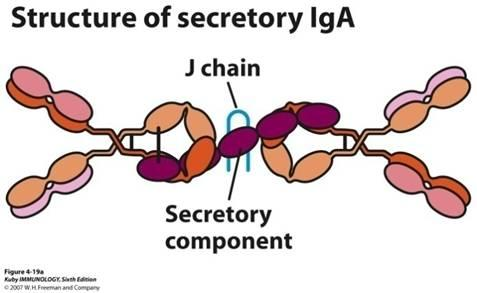 Structure of secretory IgA
J chain
Secretory
component
Figure 4-19a
Kuby IMMUNOLOGY, Sixth Edition
© 2007 W. H. Freeman and Company